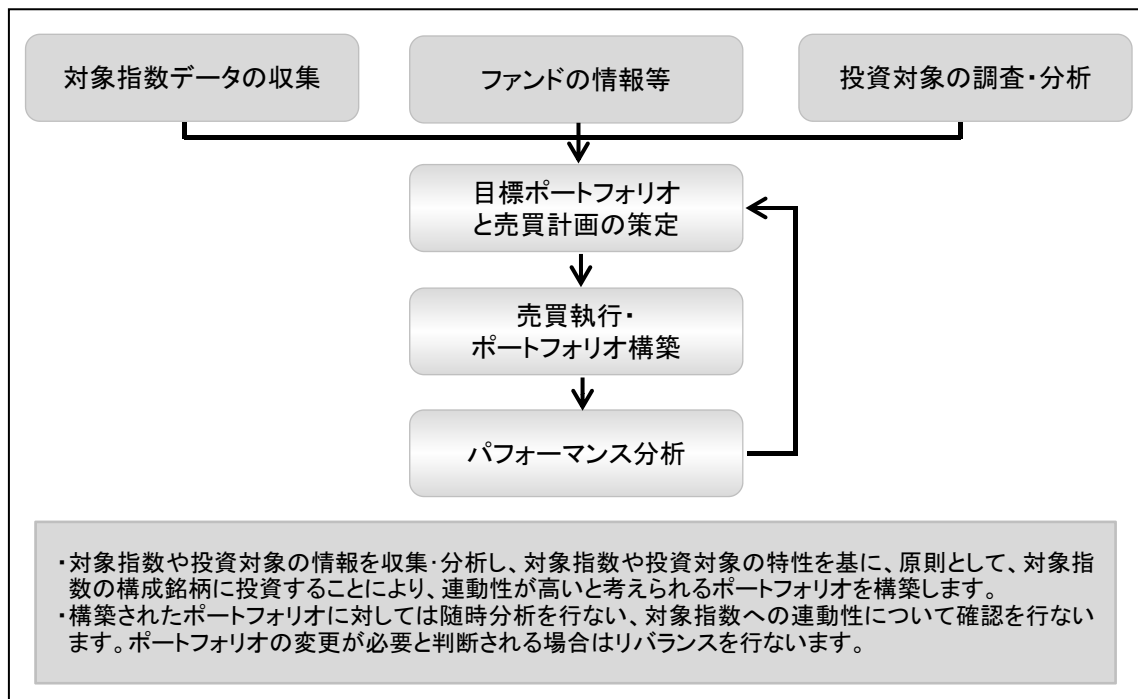 対象指数データの収集
ファンドの情報等
投資対象の調査・分析
目標ポートフォリオ
と売買計画の策定
売買執行・
ポートフォリオ構築
パフォーマンス分析
・対象指数や投資対象の情報を収集・分析し、対象指数や投資対象の特性を基に、原則として、対象指
数の構成銘柄に投資することにより、連動性が高いと考えられるポートフォリオを構築します。
・構築されたポートフォリオに対しては随時分析を行ない、対象指数への連動性について確認を行ない
ます。ポートフォリオの変更が必要と判断される場合はリバランスを行ないます。